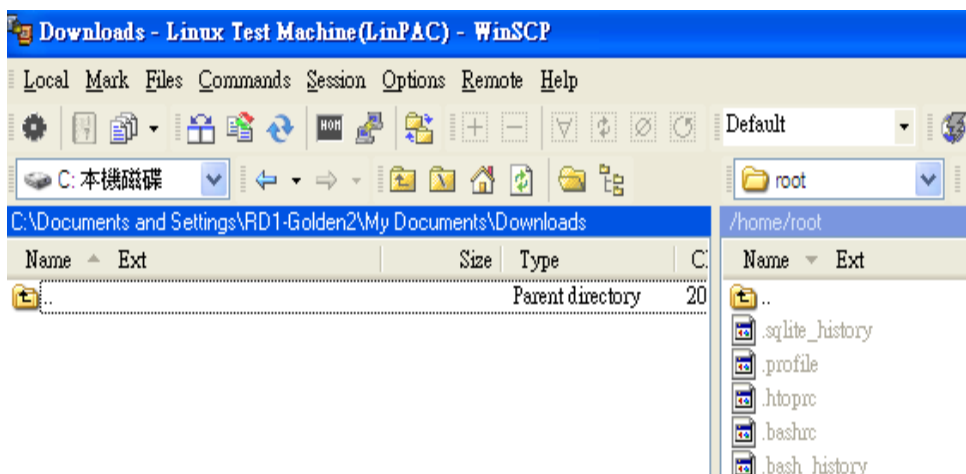 Downloads - Linux Test Machine(LinPAC) - WinSCP
Local Mark Files Commands Session Options Remote Help
Default
C: 本機磁碟
root
C:\Documents and Settings\RD1-Golden2\My Documents\Downloads
/home/root
Name Ext Size Type C
Name Ext
.. Parent directory 20
..
.sqlite_history
.profile
.htoprc
.bashrc
.bash_history